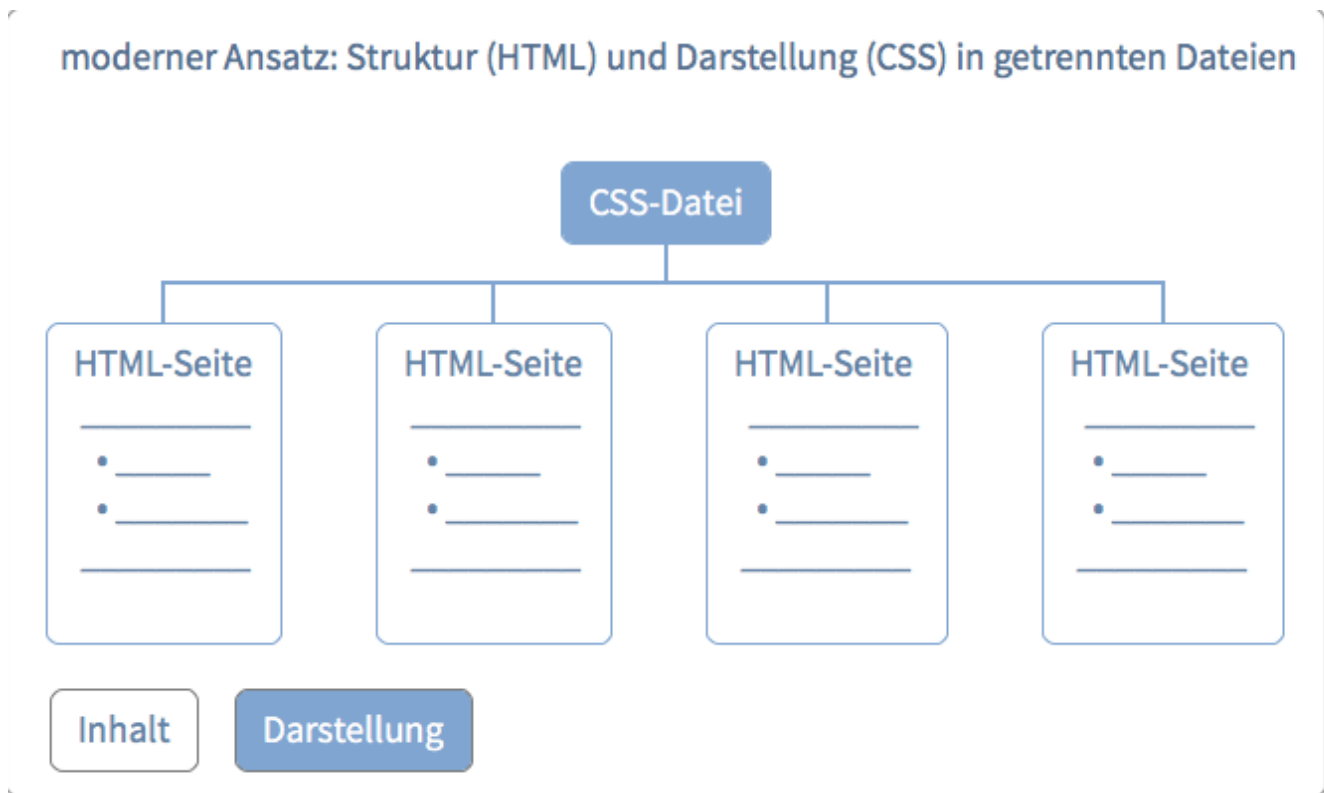 moderner Ansatz: Struktur (HTML) und Darstellung (CSS) in getrennten Dateien
CSS-Datei
HTML-Seite
HTML-Seite
HTML-Seite
HTML-Seite
Inhalt
Darstellung